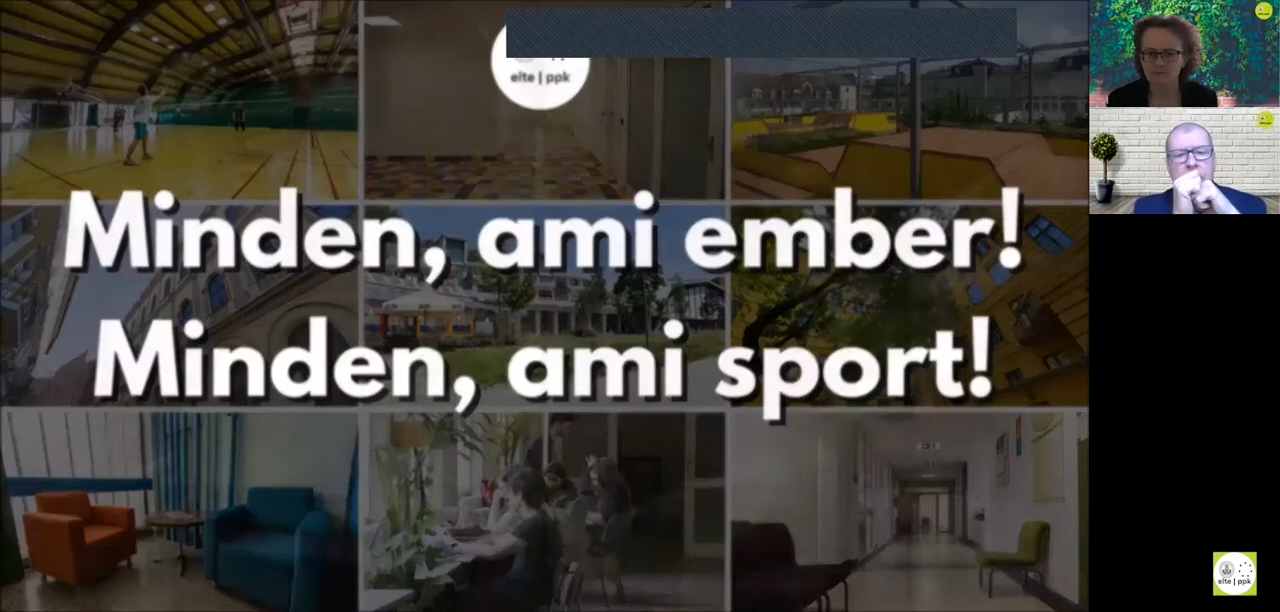 elte | ppk
Minden, ami ember!
Minden, ami sport!
elte | ppk